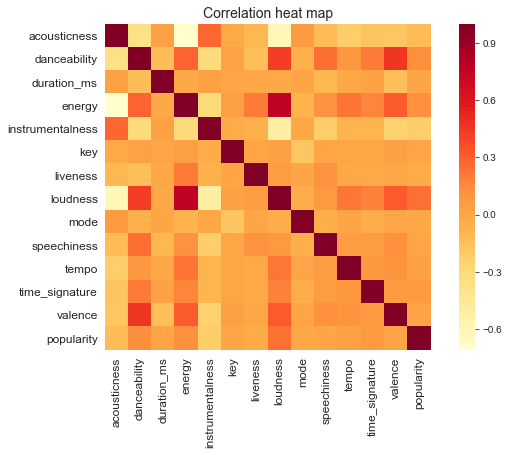 Correlation heat map
acousticness
danceability
duration_ms
energy
instrumentalness
key
liveness
loudness
mode
speechiness
tempo
time_signature
valence
popularity
0.9
0.6
0.3
0.0
−0.3
−0.6
acousticness
danceability
duration_ms
energy
instrumentalness
key
liveness
loudness
mode
speechiness
tempo
time_signature
valence
popularity